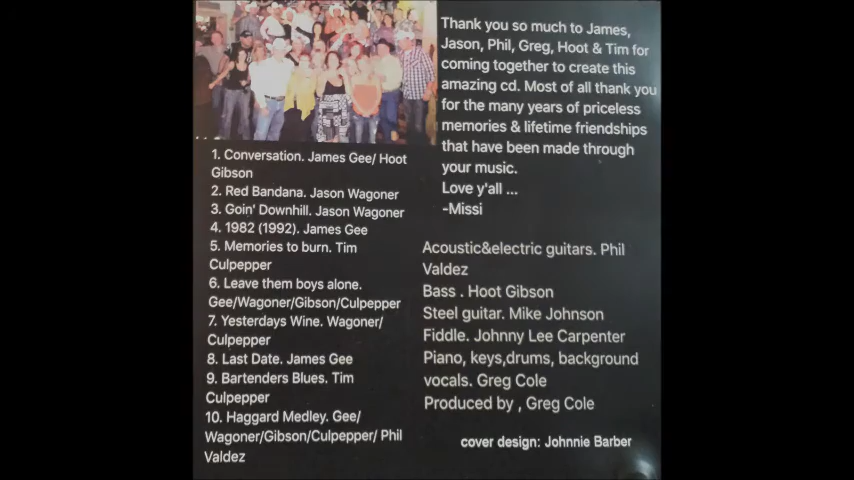 Thank you so much to James,
Jason, Phil, Greg, Hoot & Tim for
coming together to create this
amazing cd. Most of all thank you
for the many years of priceless
memories & lifetime friendships
that have been made through
your music.
Love y'all ...
-Missi
1. Conversation. James Gee/ Hoot
Gibson
2. Red Bandana. Jason Wagoner
3. Goin' Downhill. Jason Wagoner
4. 1982 (1992). James Gee
5. Memories to burn. Tim
Culpepper
6. Leave them boys alone.
Gee/Wagoner/Gibson/Culpepper
7. Yesterdays Wine. Wagoner/
Culpepper
8. Last Date. James Gee
9. Bartenders Blues. Tim
Culpepper
10. Haggard Medley. Gee/
Wagoner/Gibson/Culpepper/ Phil
Valdez
Acoustic&electric guitars. Phil
Valdez
Bass . Hoot Gibson
Steel guitar. Mike Johnson
Fiddle. Johnny Lee Carpenter
Piano, keys,drums, background
vocals. Greg Cole
Produced by , Greg Cole
cover design: Johnnie Barber